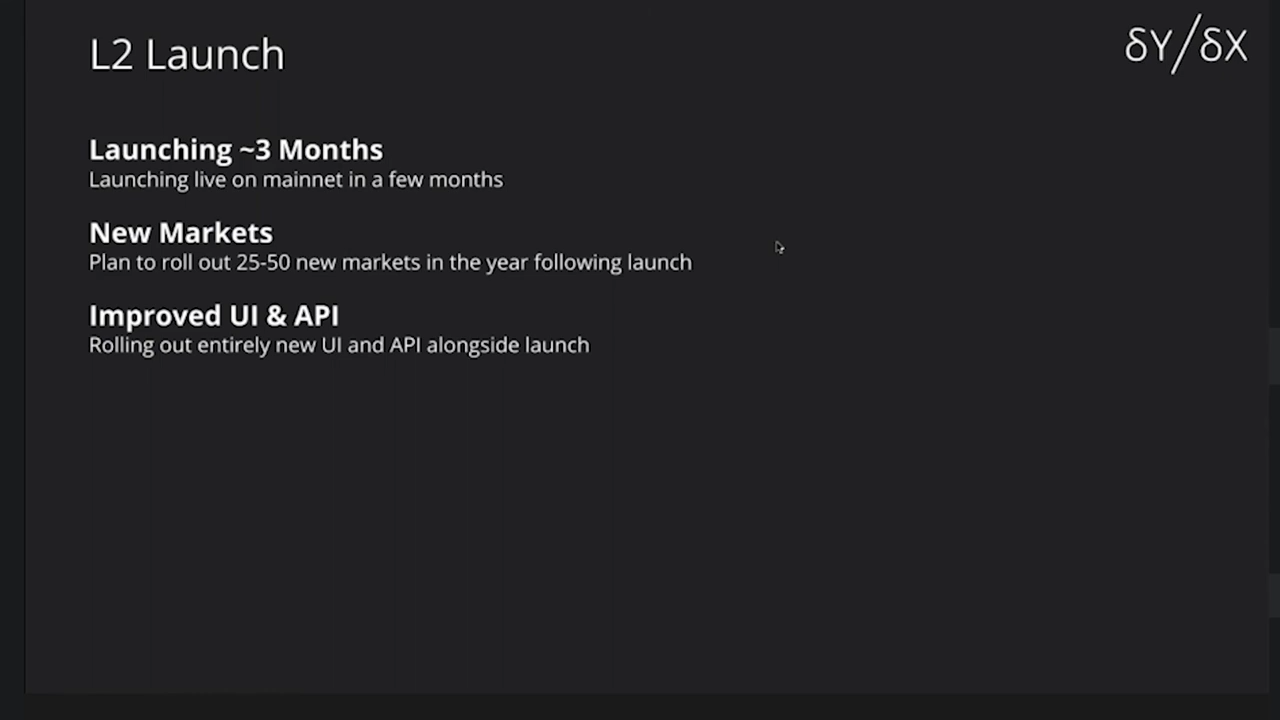 L2 Launch
δY/δX
Launching ~3 Months
Launching live on mainnet in a few months
New Markets
Plan to roll out 25-50 new markets in the year following launch
Improved UI & API
Rolling out entirely new UI and API alongside launch